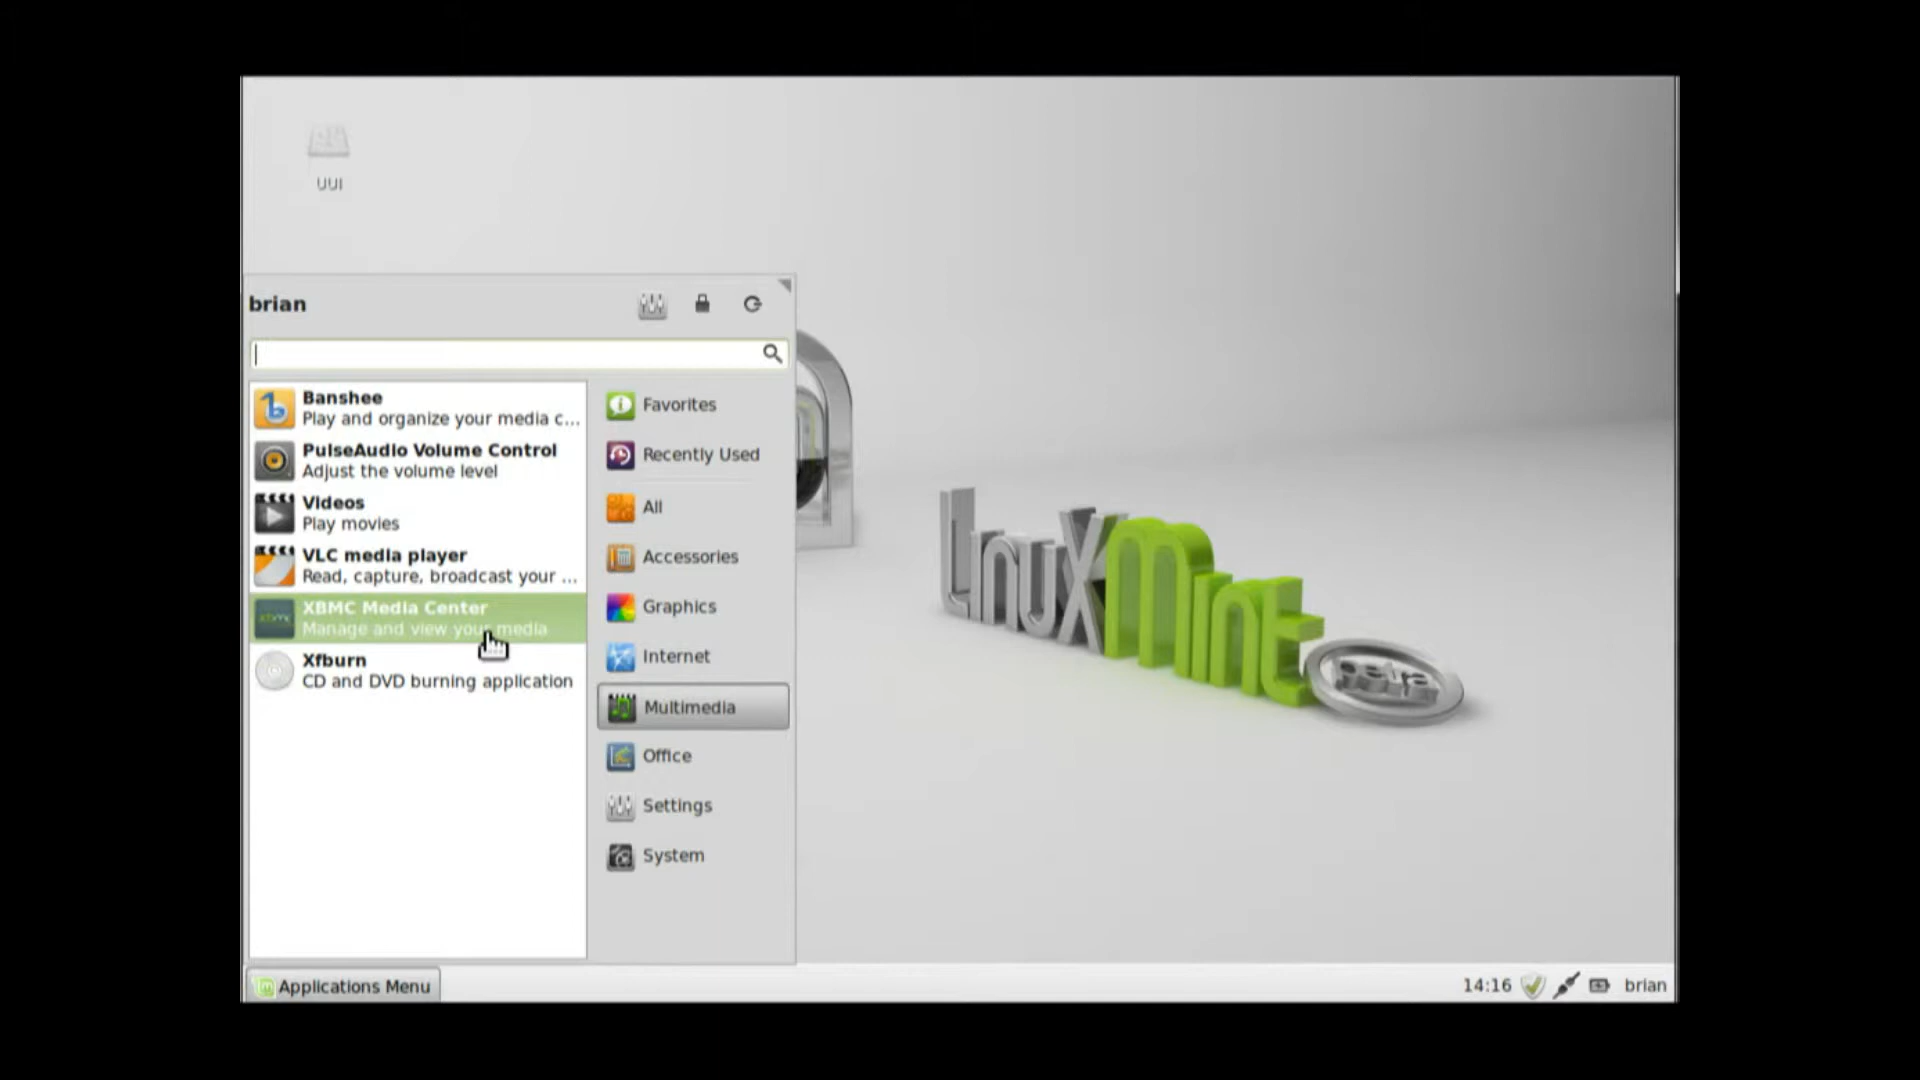 UUI
brian
Banshee
Play and organize your media c...
PulseAudio Volume Control
Adjust the volume level
Videos
Play movies
VLC media player
Read, capture, broadcast your ...
XBMC Media Center
Manage and view your media
Xfburn
CD and DVD burning application
Favorites
Recently Used
All
Accessories
Graphics
Internet
Multimedia
Office
Settings
System
LinuxMint
beta
Applications Menu
14:16
brian